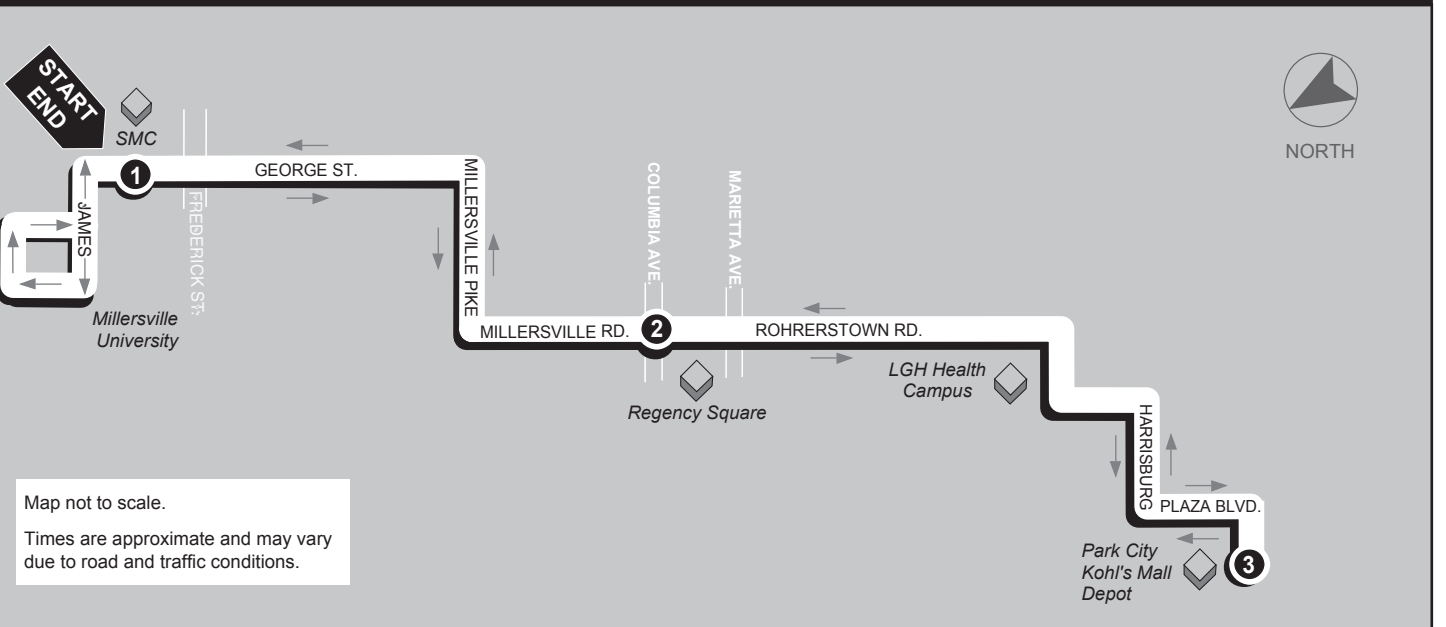 START
END
SMC
NORTH
1
GEORGE ST.
JAMES
FREDERICK ST.
MILLERSVILLE PIKE
COLUMBIA AVE.
MARIETTA AVE.
Millersville
University
MILLERSVILLE RD.
2
ROHRERSTOWN RD.
LGH Health
Campus
Regency Square
HARRISBURG
PLAZA BLVD.
Park City
Kohl's Mall
Depot
3
Map not to scale.
Times are approximate and may vary
due to road and traffic conditions.